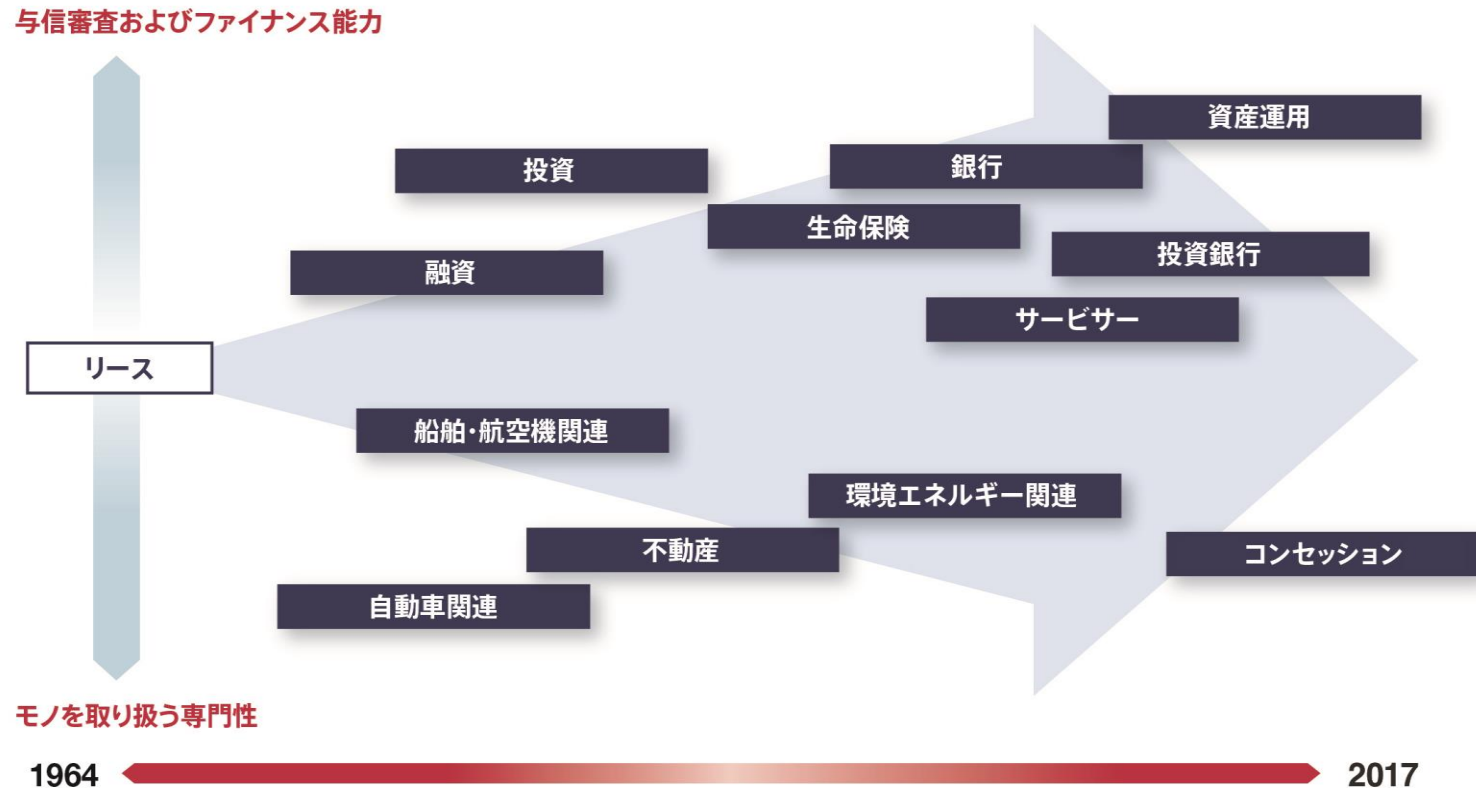 与信審査およびファイナンス能力
資産運用
投資
銀行
生命保険
投資銀行
融資
サービサー
リース
船舶・航空機関連
環境エネルギー関連
不動産
コンセッション
自動車関連
モノを取り扱う専門性
1964
2017